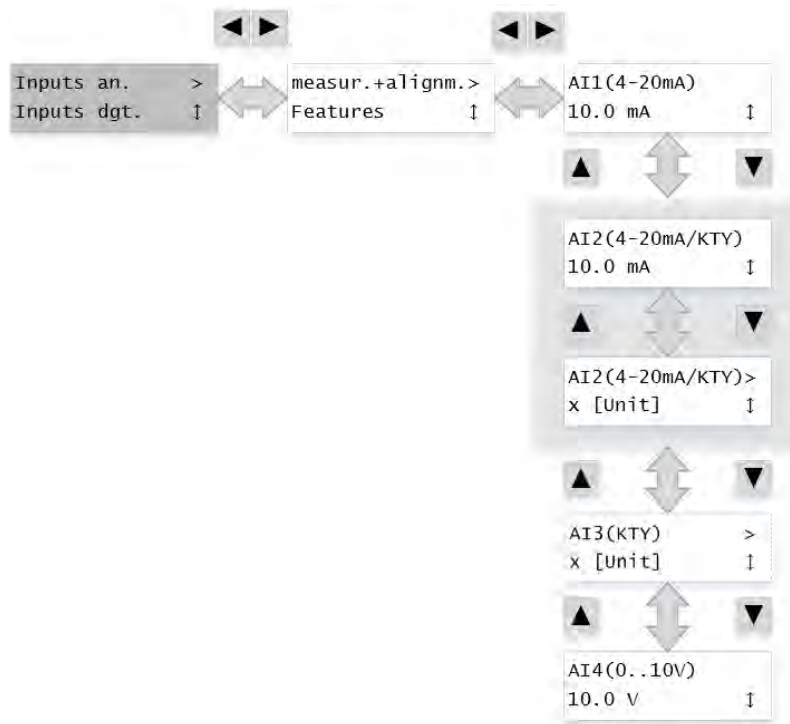 ◄ ►
◄ ►
Inputs an. >
Inputs dgt. ↕
measur.+alignm.>
Features ↕
AI1(4-20mA)
10.0 mA ↕
▲ ▼
AI2(4-20mA/KTY)
10.0 mA ↕
▲ ▼
AI2(4-20mA/KTY)>
x [Unit] ↕
▲ ▼
AI3(KTY) >
x [Unit] ↕
▲ ▼
AI4(0..10V)
10.0 V ↕